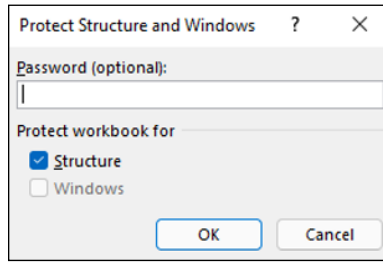 Protect Structure and Windows ?
Password (optional):
Protect workbook for
Structure
Windows
OK Cancel